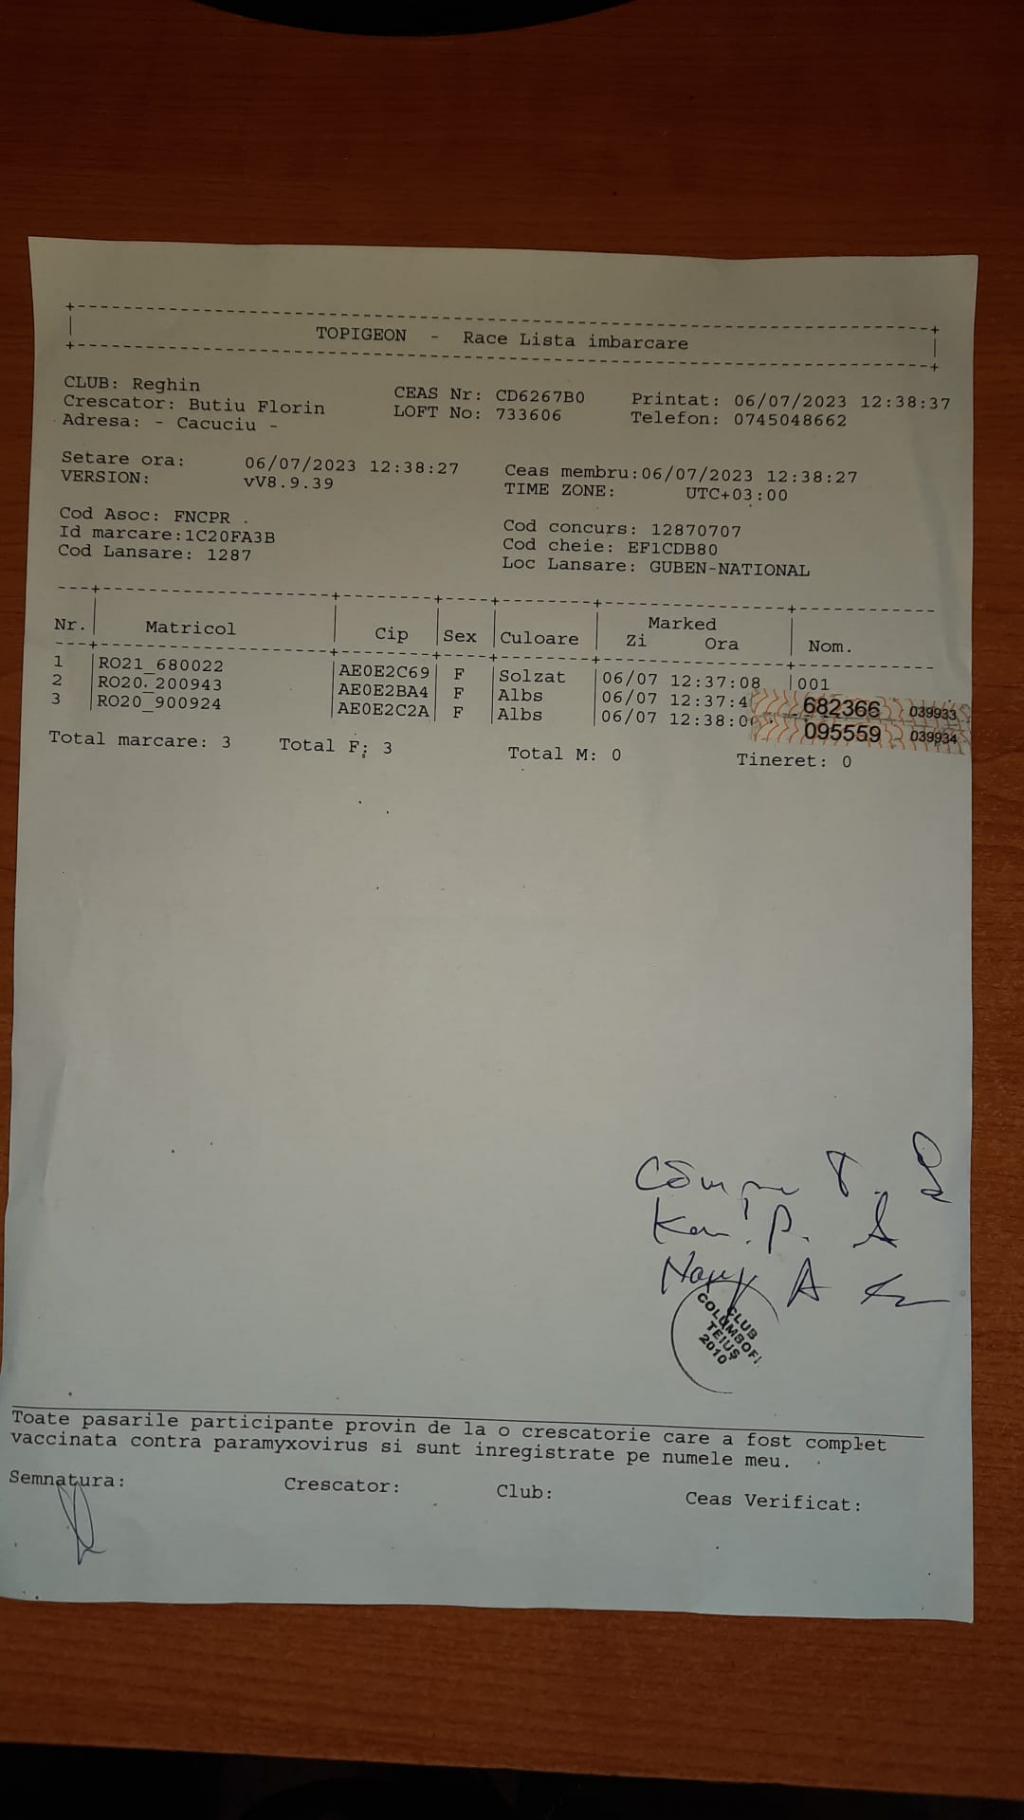 TOPIGEON - Race Lista imbarcare
CLUB: Reghin CEAS Nr: CD6267B0 Printat: 06/07/2023 12:38:37
Crescator: Butiu Florin LOFT No: 733606 Telefon: 0745048662
Adresa: - Cacuciu -
Setare ora: 06/07/2023 12:38:27 Ceas membru:06/07/2023 12:38:27
VERSION: vV8.9.39 TIME ZONE: UTC+03:00
Cod Asoc: FNCPR Cod concurs: 12870707
Id marcare:1C20FA3B Cod cheie: EF1CDB80
Cod Lansare: 1287 Loc Lansare: GUBEN-NATIONAL
Marked
Nr. Matricol Cip Sex Culoare Zi Ora Nom.
1 RO21_680022 AE0E2C69 F Solzat 06/07 12:37:08 001
2 RO20_200943 AE0E2BA4 F Albs 06/07 12:37:4 682366 039933
3 RO20_900924 AE0E2C2A F Albs 06/07 12:38:0 095559 039934
Total marcare: 3 Total F: 3 Total M: 0 Tineret: 0
CLUB
COLUMBOFIL
TEIUȘ
2010
Toate pasarile participante provin de la o crescatorie care a fost complet
vaccinata contra paramyxovirus si sunt inregistrate pe numele meu.
Semnatura: Crescator: Club: Ceas Verificat: